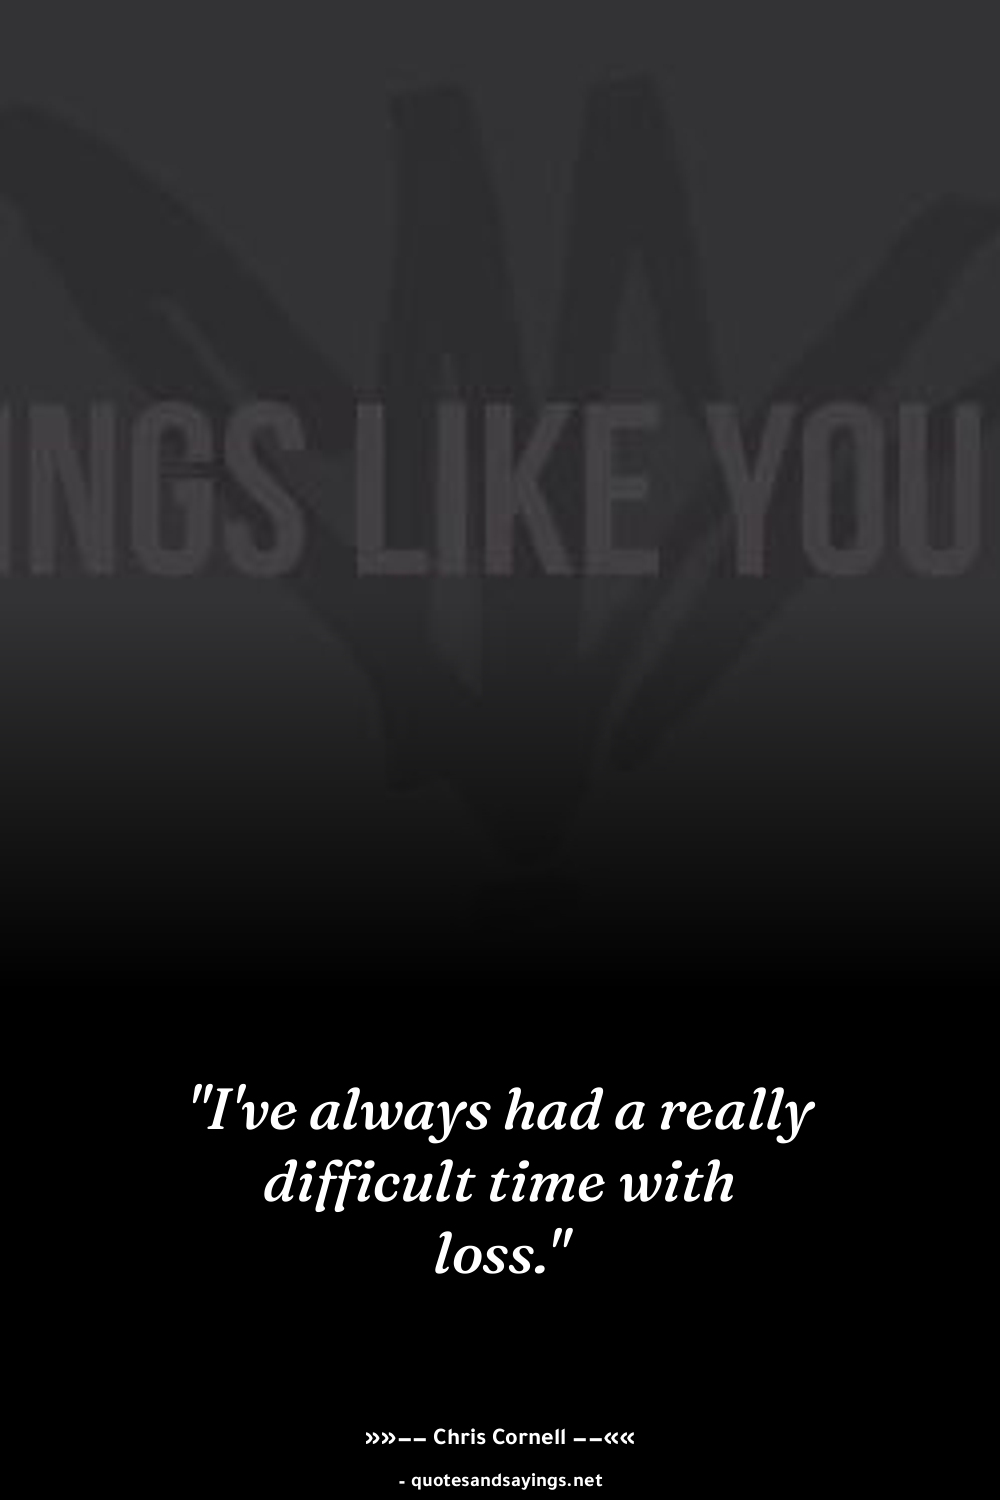 INGS LIKE YOU
"I've always had a really
difficult time with
loss."
»»–– Chris Cornell ––««
- quotesandsayings.net